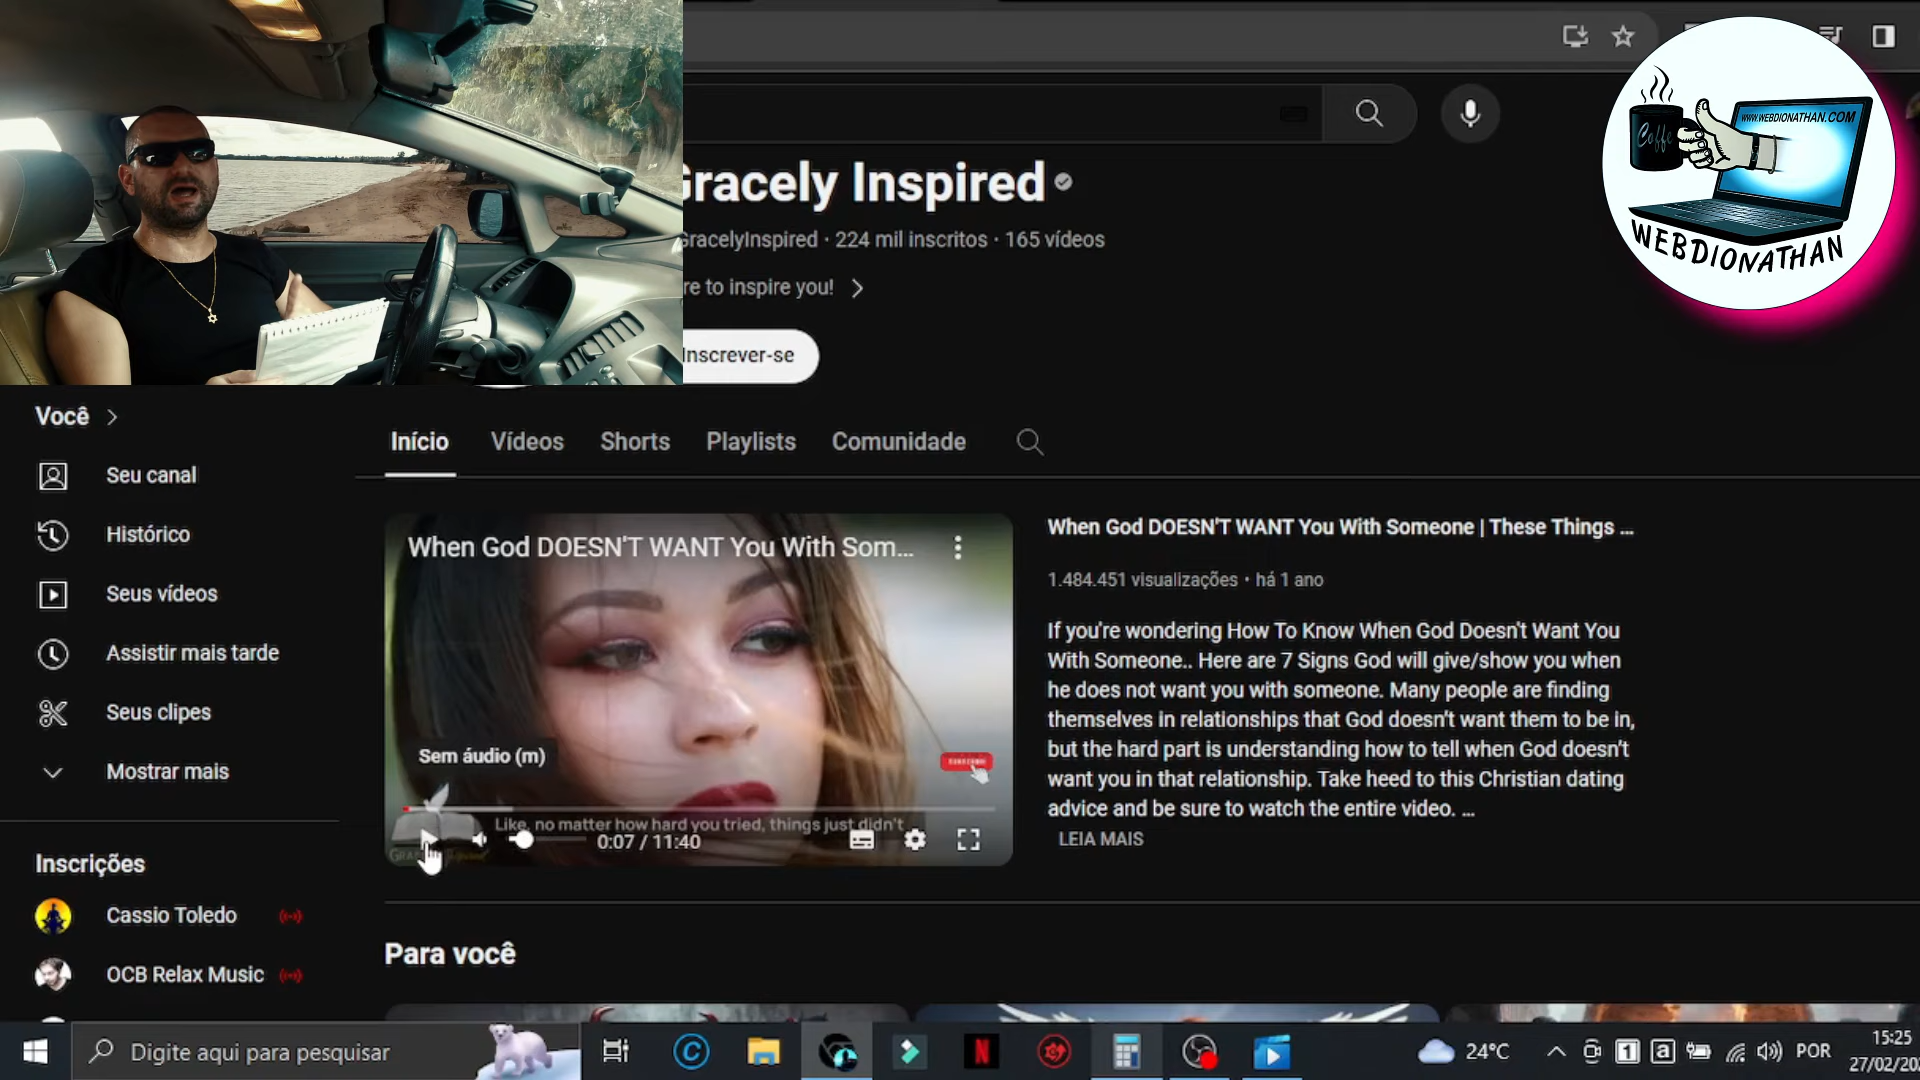 Coffe
WWW.WEBDIONATHAN.COM
WEBDIONATHAN
Gracely Inspired
GracelyInspired · 224 mil inscritos · 165 vídeos
re to inspire you!
Inscrever-se
Você
Seu canal
Histórico
Seus vídeos
Assistir mais tarde
Seus clipes
Mostrar mais
Inscrições
Cassio Toledo
OCB Relax Music
Início Vídeos Shorts Playlists Comunidade
When God DOESN'T WANT You With Som...
Sem áudio (m)
SUBSCRIBE
Like, no matter how hard you tried, things just didn't
0:07 / 11:40
When God DOESN'T WANT You With Someone | These Things ...
1.484.451 visualizações · há 1 ano
If you're wondering How To Know When God Doesn't Want You
With Someone.. Here are 7 Signs God will give/show you when
he does not want you with someone. Many people are finding
themselves in relationships that God doesn't want them to be in,
but the hard part is understanding how to tell when God doesn't
want you in that relationship. Take heed to this Christian dating
advice and be sure to watch the entire video. ...
LEIA MAIS
Para você
Digite aqui para pesquisar
24°C
POR
15:25
27/02/20